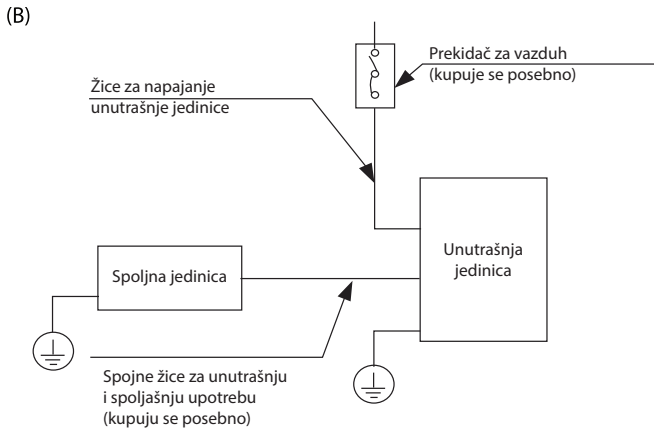 (B)
Prekidač za vazduh
(kupuje se posebno)
Žice za napajanje
unutrašnje jedinice
Unutrašnja
jedinica
Spoljna jedinica
Spojne žice za unutrašnju
i spoljašnju upotrebu
(kupuju se posebno)